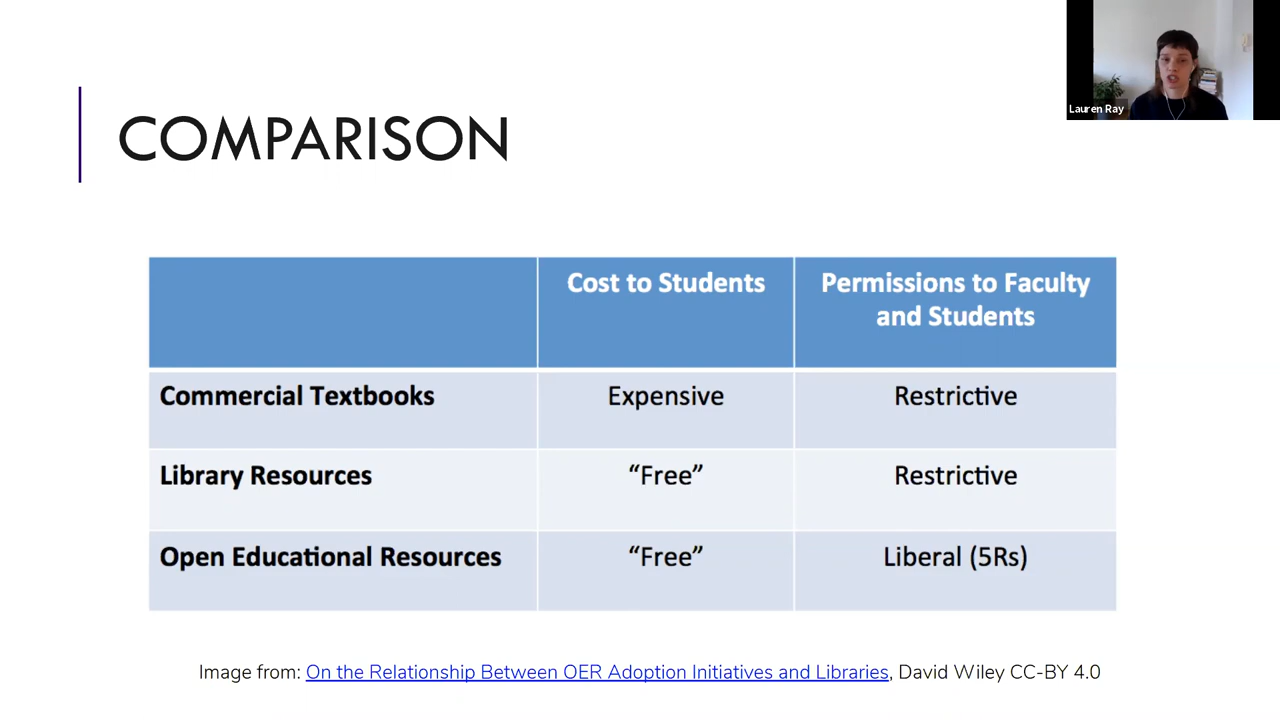 Lauren Ray
COMPARISON
Cost to Students
Permissions to Faculty
and Students
Commercial Textbooks
Expensive
Restrictive
Library Resources
“Free”
Restrictive
Open Educational Resources
“Free”
Liberal (5Rs)
Image from: On the Relationship Between OER Adoption Initiatives and Libraries, David Wiley CC-BY 4.0